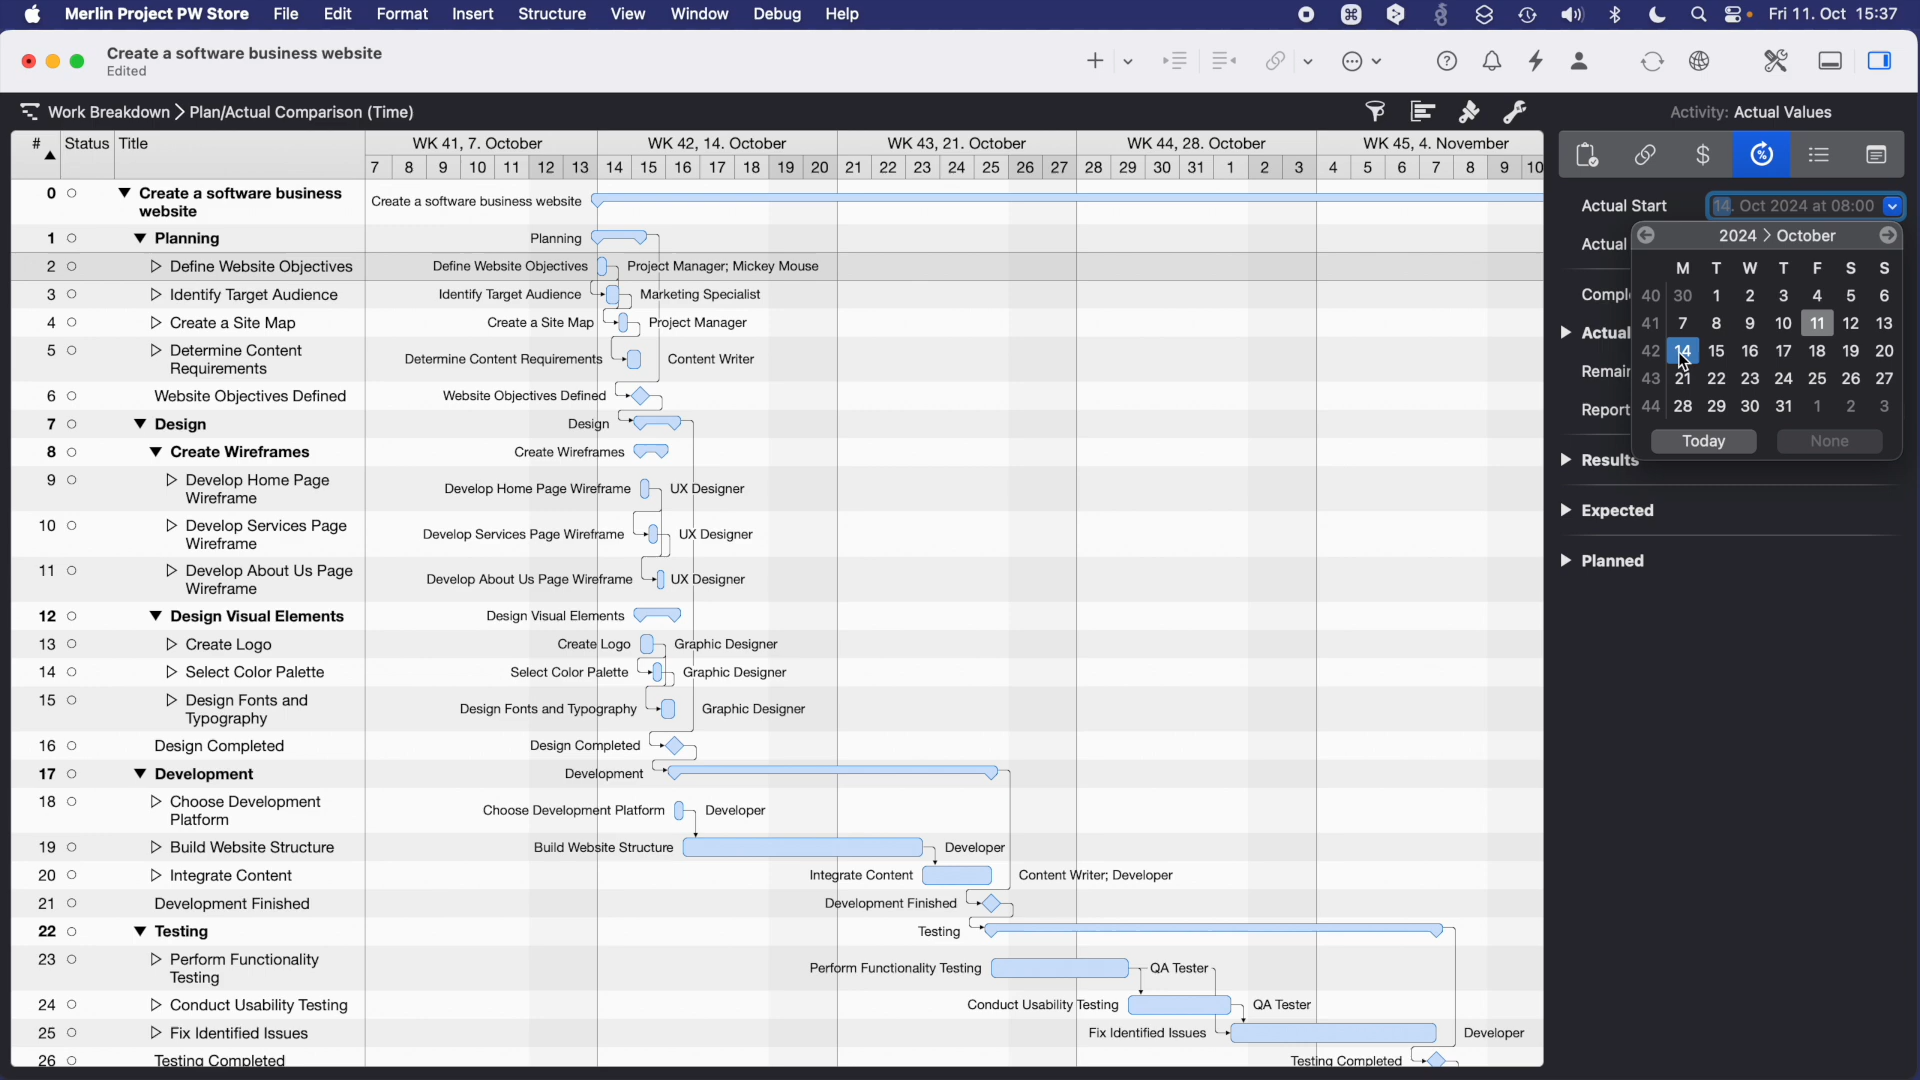 Merlin Project PW Store File Edit Format Insert Structure View Window Debug Help Fri 11. Oct 15:37
Create a software business website
Edited
Work Breakdown > Plan/Actual Comparison (Time)
Activity: Actual Values
# Status Title
WK 41, 7. October WK 42, 14. October WK 43, 21. October WK 44, 28. October WK 45, 4. November
7 8 9 10 11 12 13 14 15 16 17 18 19 20 21 22 23 24 25 26 27 28 29 30 31 1 2 3 4 5 6 7 8 9 10
0 Create a software business website Create a software business website
1 Planning Planning
2 Define Website Objectives Define Website Objectives Project Manager; Mickey Mouse
3 Identify Target Audience Identify Target Audience Marketing Specialist
4 Create a Site Map Create a Site Map Project Manager
5 Determine Content Requirements Determine Content Requirements Content Writer
6 Website Objectives Defined Website Objectives Defined
7 Design Design
8 Create Wireframes Create Wireframes
9 Develop Home Page Wireframe Develop Home Page Wireframe UX Designer
10 Develop Services Page Wireframe Develop Services Page Wireframe UX Designer
11 Develop About Us Page Wireframe Develop About Us Page Wireframe UX Designer
12 Design Visual Elements Design Visual Elements
13 Create Logo Create Logo Graphic Designer
14 Select Color Palette Select Color Palette Graphic Designer
15 Design Fonts and Typography Design Fonts and Typography Graphic Designer
16 Design Completed Design Completed
17 Development Development
18 Choose Development Platform Choose Development Platform Developer
19 Build Website Structure Build Website Structure Developer
20 Integrate Content Integrate Content Content Writer; Developer
21 Development Finished Development Finished
22 Testing Testing
23 Perform Functionality Testing Perform Functionality Testing QA Tester
24 Conduct Usability Testing Conduct Usability Testing QA Tester
25 Fix Identified Issues Fix Identified Issues Developer
26 Testing Completed Testing Completed
Actual Start 14. Oct 2024 at 08:00
Actual
2024 > October
M T W T F S S
Compl 40 30 1 2 3 4 5 6
Actual 41 7 8 9 10 11 12 13
42 14 15 16 17 18 19 20
Remain 43 21 22 23 24 25 26 27
Report 44 28 29 30 31 1 2 3
Today None
Results
Expected
Planned